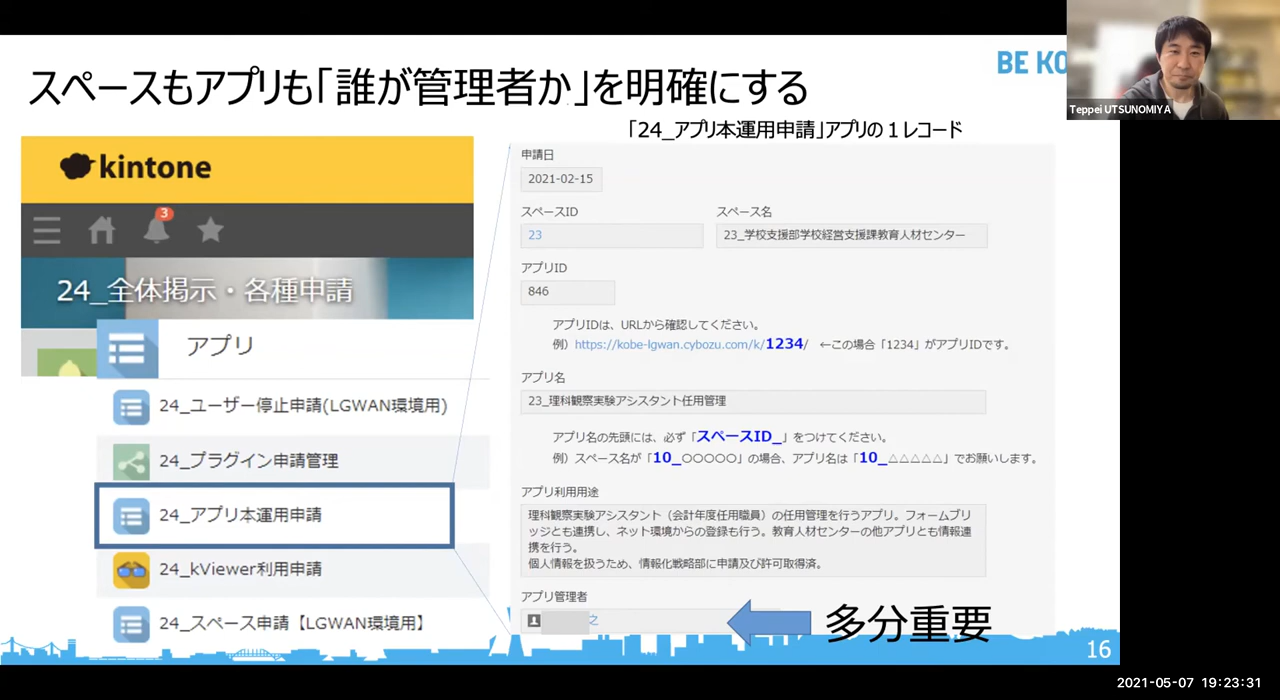 BE KO
Teppei UTSUNOMIYA
スペースもアプリも「誰が管理者か」を明確にする
「24_アプリ本運用申請」アプリの１レコード
kintone
3
24_全体掲示・各種申請
アプリ
24_ユーザー停止申請(LGWAN環境用)
24_プラグイン申請管理
24_アプリ本運用申請
24_kViewer利用申請
24_スペース申請【LGWAN環境用】
申請日
2021-02-15
スペースID
スペース名
23
23_学校支援部学校経営支援課教育人材センター
アプリID
846
アプリIDは、URLから確認してください。
例）https://kobe-lgwan.cybozu.com/k/1234/ ←この場合「1234」がアプリIDです。
アプリ名
23_理科観察実験アシスタント任用管理
アプリ名の先頭には、必ず「スペースID_」をつけてください。
例）スペース名が「10_○○○○○」の場合、アプリ名は「10_△△△△△」でお願いします。
アプリ利用用途
理科観察実験アシスタント（会計年度任用職員）の任用管理を行うアプリ。フォームブリ
ッジとも連携し、ネット環境からの登録も行う。教育人材センターの他アプリとも情報連
携を行う。
個人情報を扱うため、情報化戦略部に申請及び許可取得済。
アプリ管理者
之
多分重要
16
2021-05-07 19:23:31